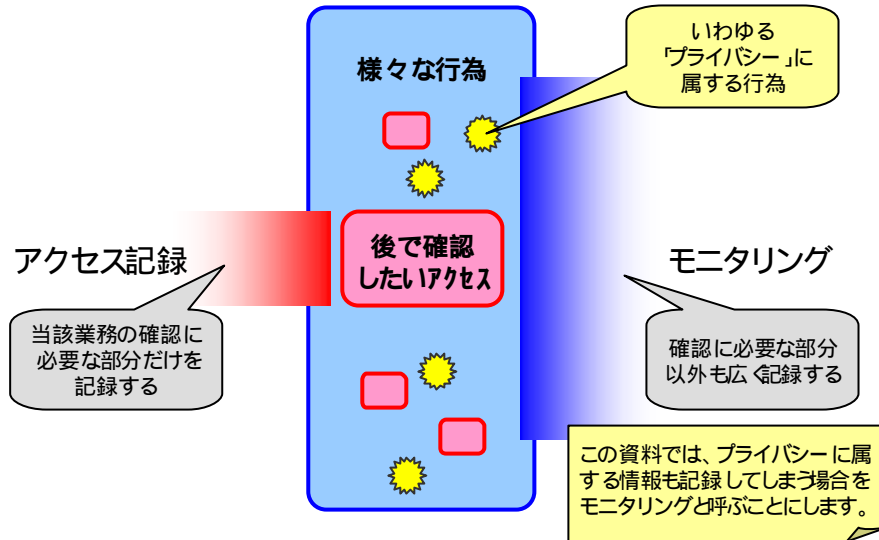 様々な行為
いわゆる
「プライバシー」に
属する行為
アクセス記録
後で確認
したいアクセス
モニタリング
当該業務の確認に
必要な部分だけを
記録する
確認に必要な部分
以外も広く記録する
この資料では、プライバシーに属
する情報も記録してしまう場合を
モニタリングと呼ぶことにします。